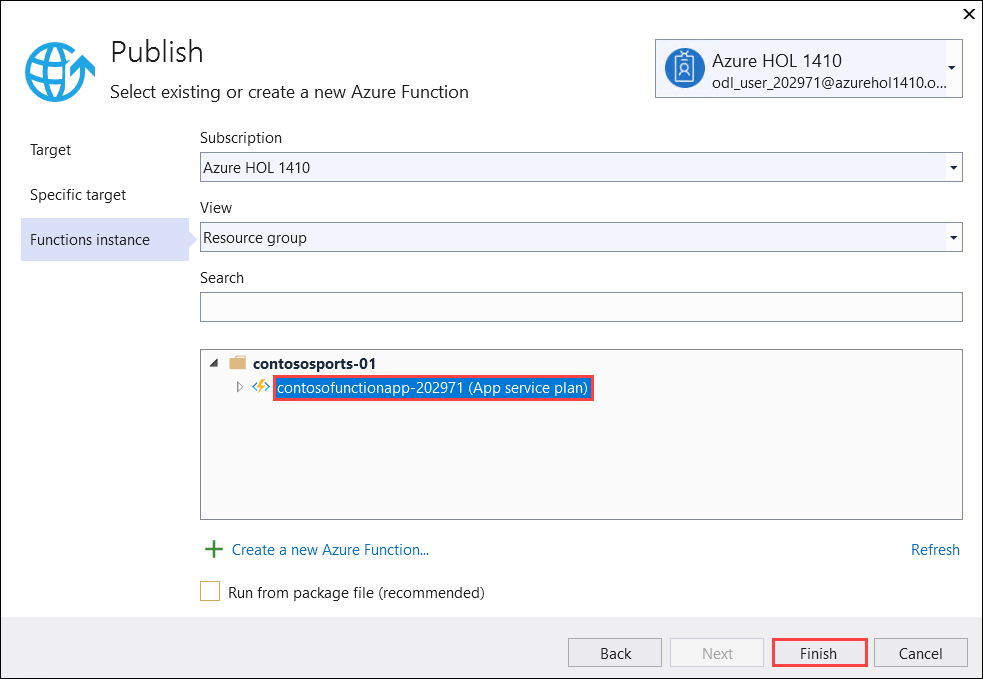 Publish
Select existing or create a new Azure Function
Azure HOL 1410
odl_user_202971@azurehol1410.o...
Target
Specific target
Functions instance
Subscription
Azure HOL 1410
View
Resource group
Search
contososports-01
contosofunctionapp-202971 (App service plan)
Create a new Azure Function...
Refresh
Run from package file (recommended)
Back
Next
Finish
Cancel